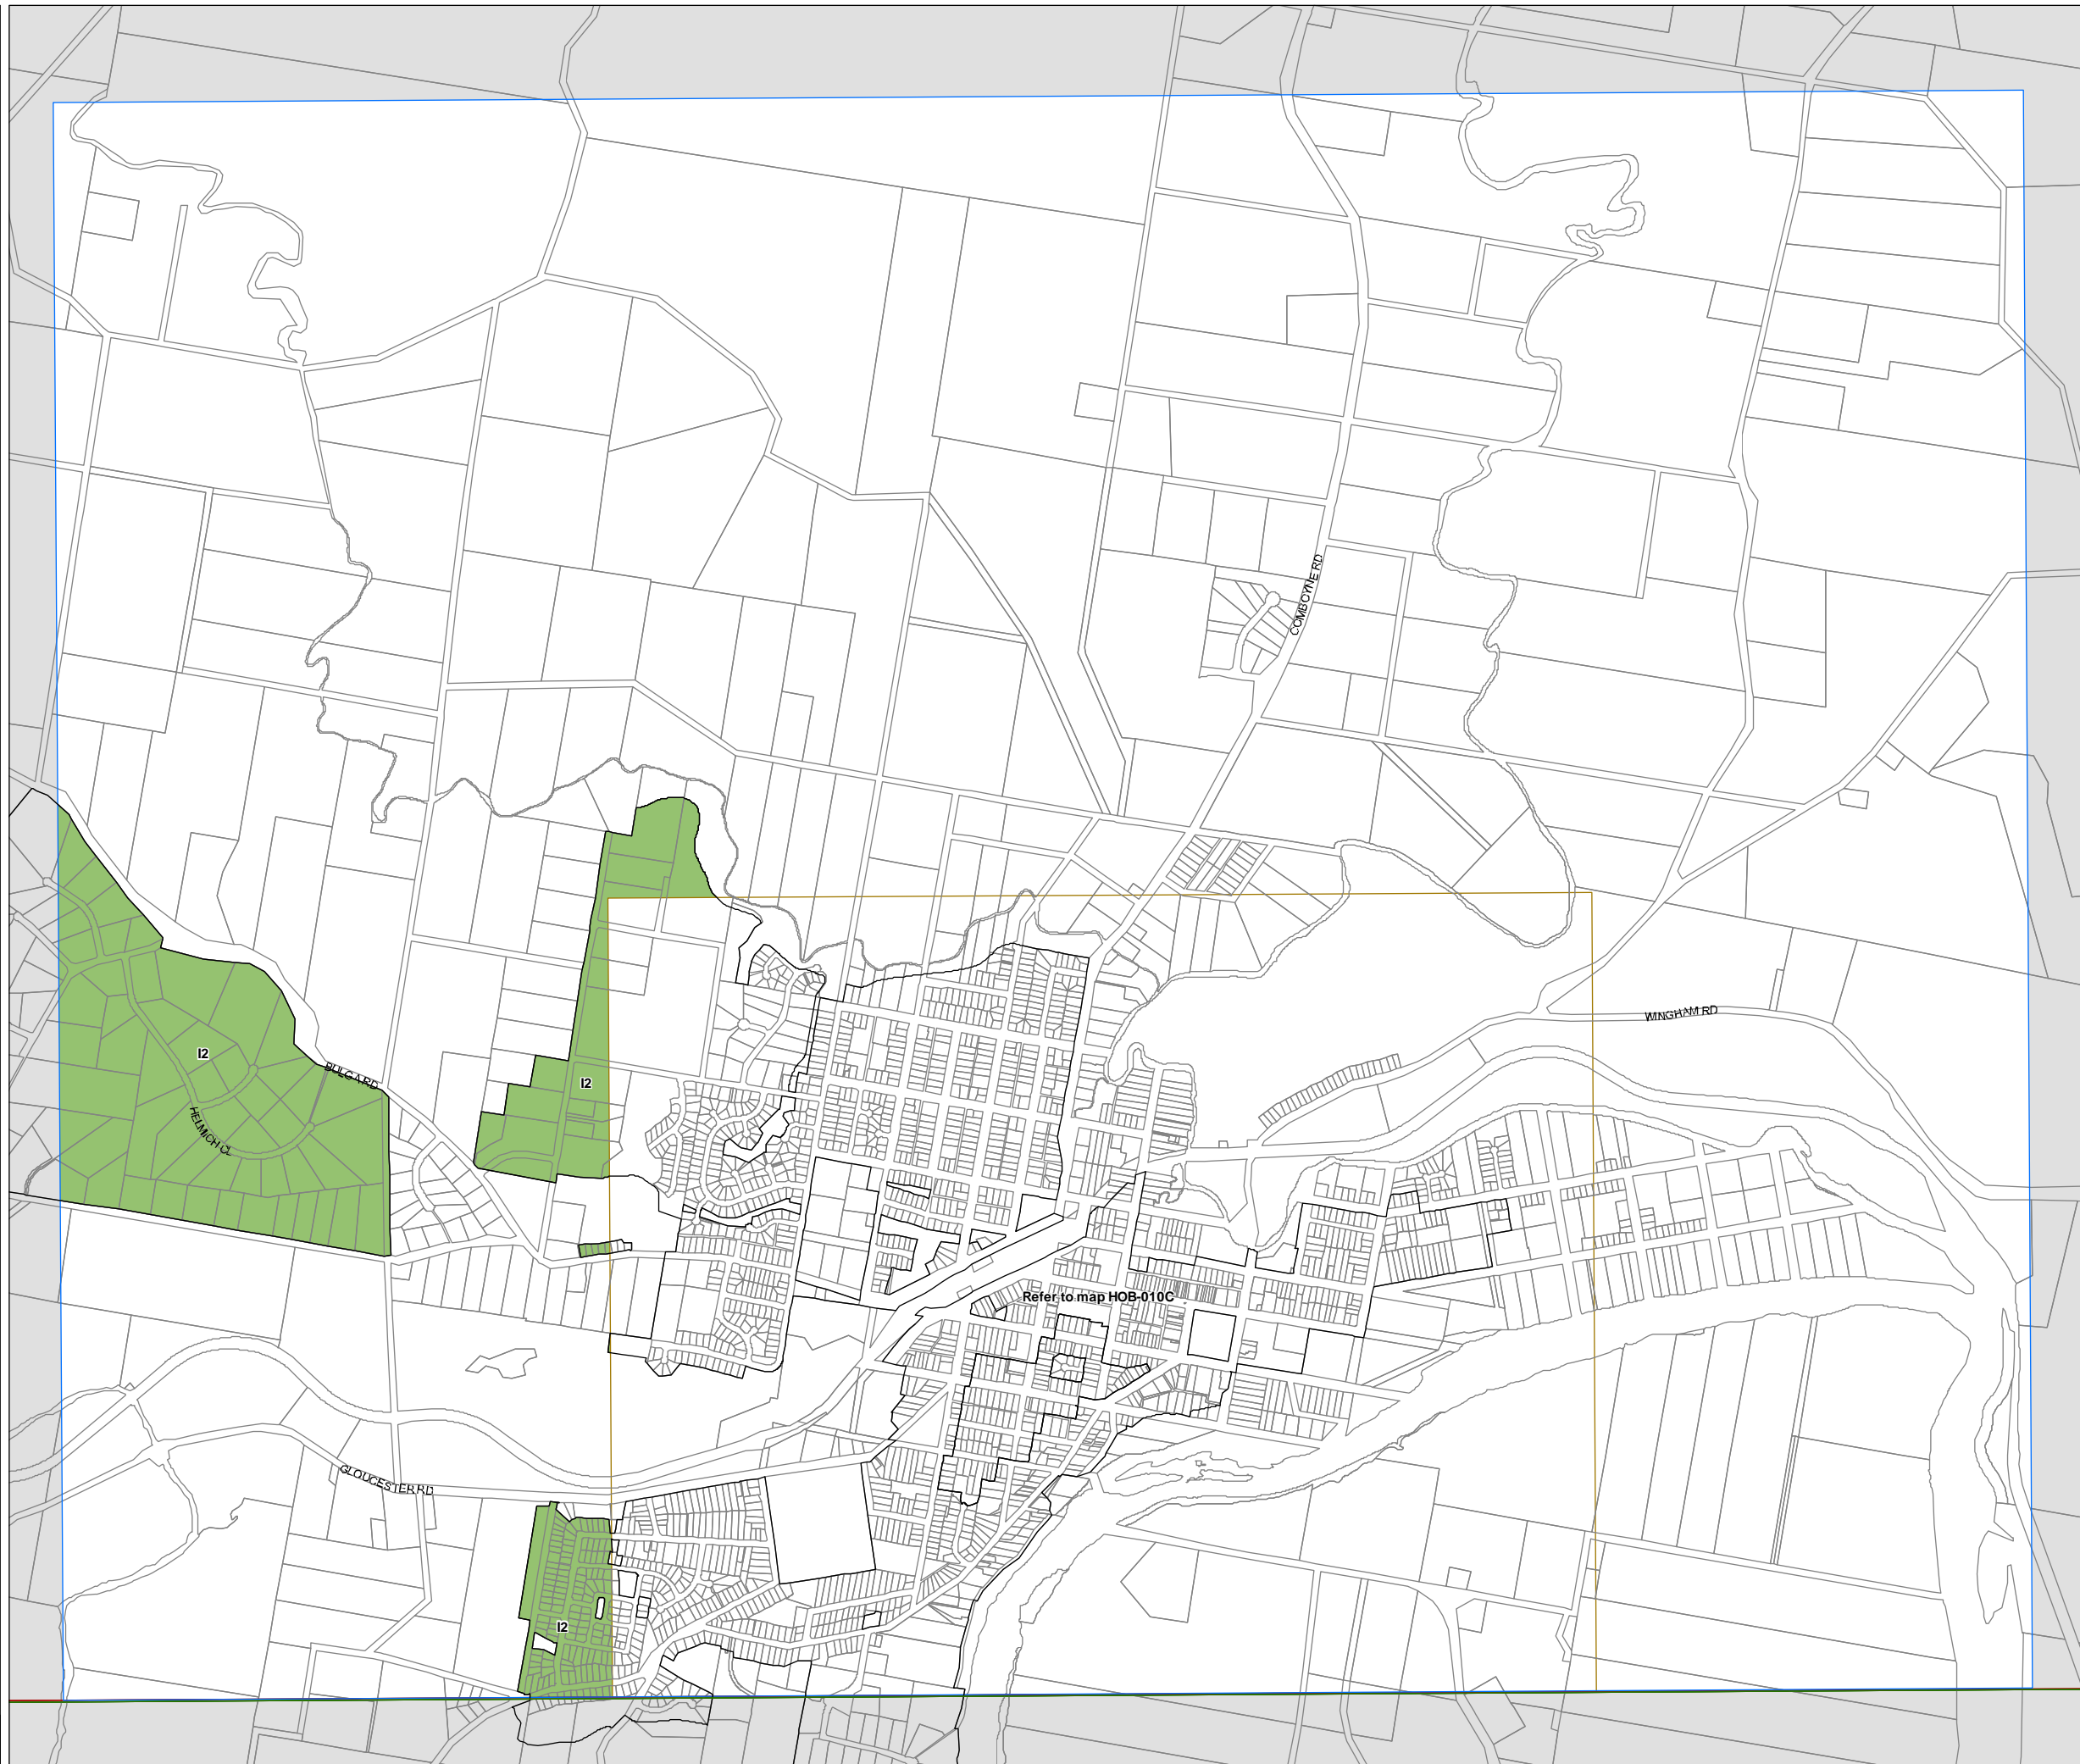 COMBOYNE RD
WINGHAM RD
I2
BULGA RD
I2
HELMICH CL
Refer to map HOB-010C
GLOUCESTER RD
I2